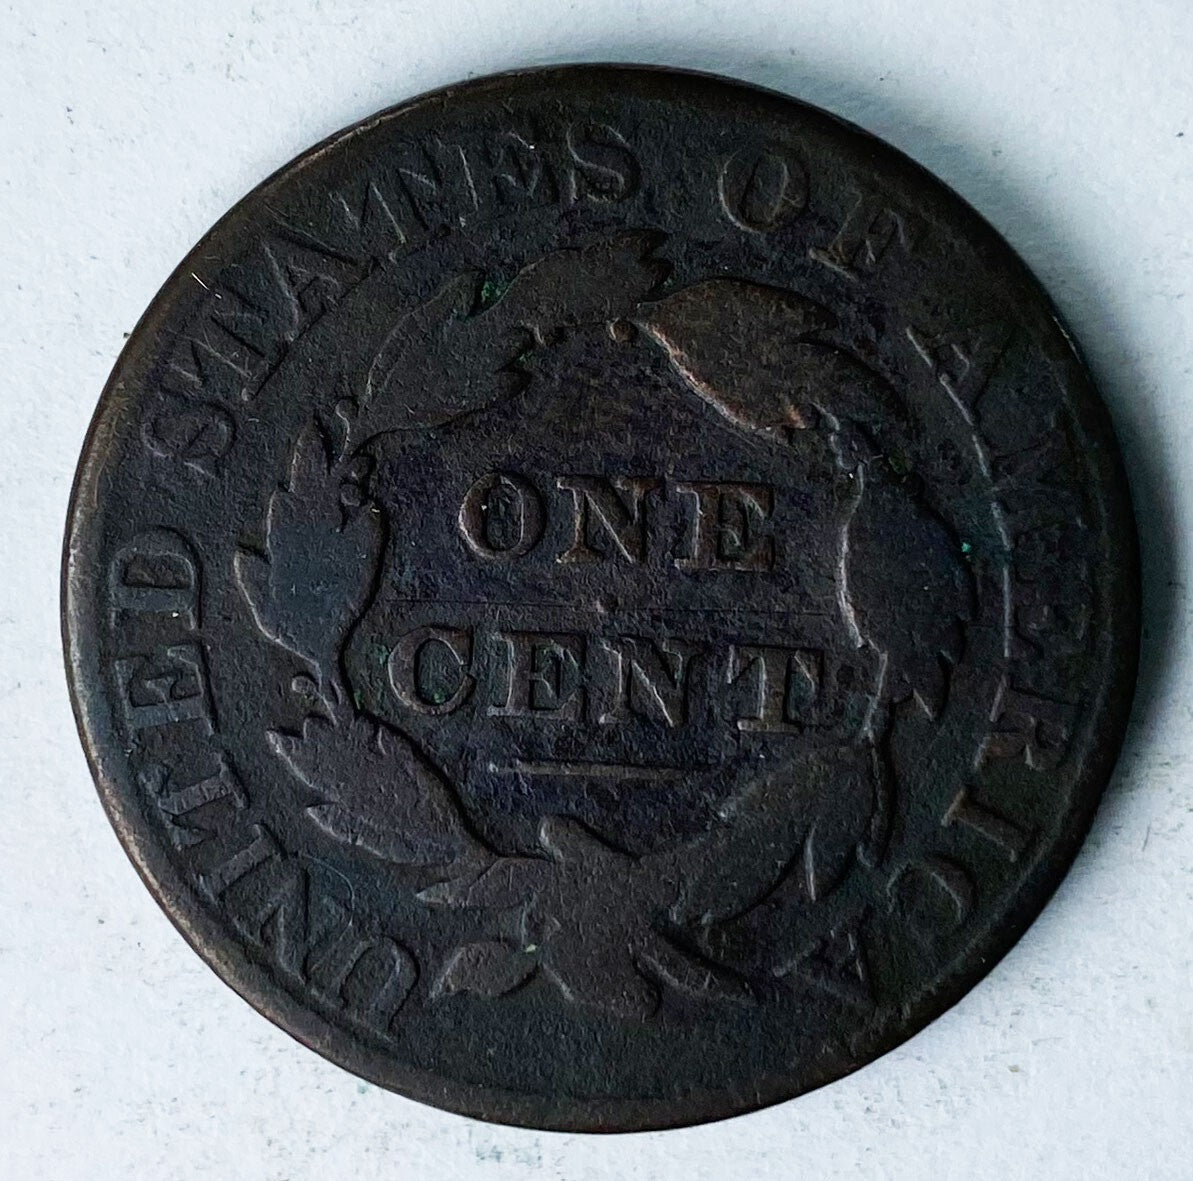 UNITED STATES OF AMERICA
ONE
CENT